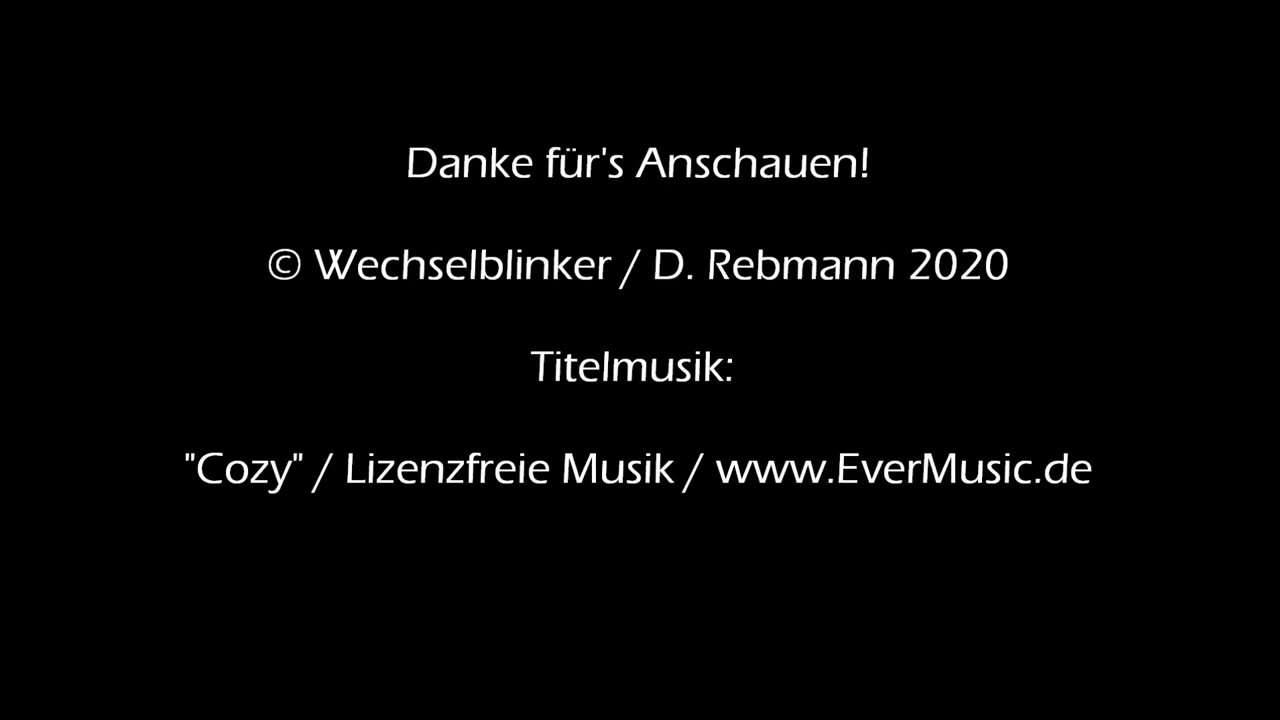 Danke für's Anschauen!
© Wechselblinker / D. Rebmann 2020
Titelmusik:
"Cozy" / Lizenzfreie Musik / www.EverMusic.de